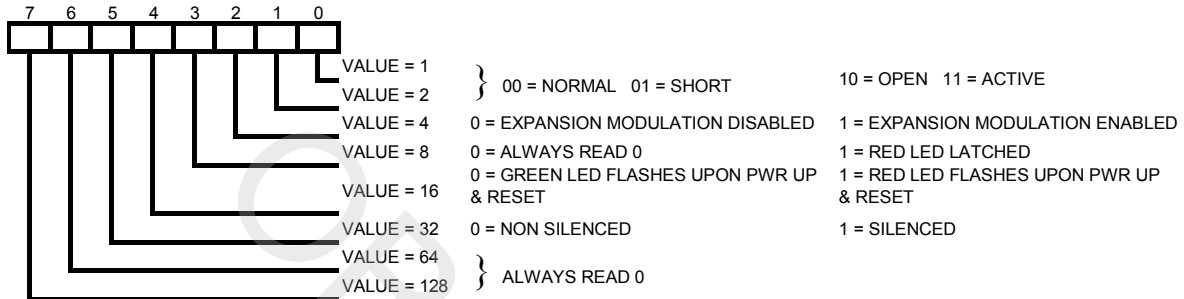 7 6 5 4 3 2 1 0
VALUE = 1
} 00 = NORMAL 01 = SHORT 10 = OPEN 11 = ACTIVE
VALUE = 2
VALUE = 4 0 = EXPANSION MODULATION DISABLED 1 = EXPANSION MODULATION ENABLED
VALUE = 8 0 = ALWAYS READ 0 1 = RED LED LATCHED
VALUE = 16 0 = GREEN LED FLASHES UPON PWR UP 1 = RED LED FLASHES UPON PWR UP
& RESET & RESET
VALUE = 32 0 = NON SILENCED 1 = SILENCED
VALUE = 64
} ALWAYS READ 0
VALUE = 128